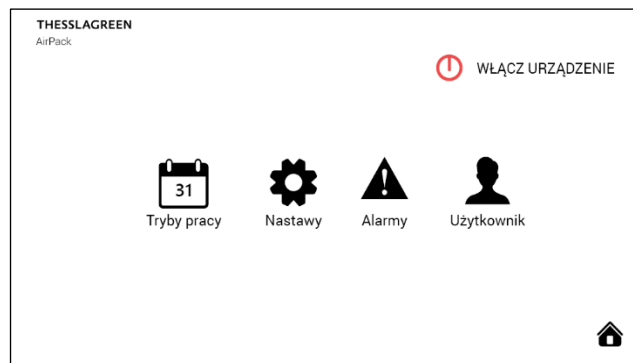 THESSLAGREEN
AirPack
WŁĄCZ URZĄDZENIE
31
Tryby pracy
Nastawy
Alarmy
Użytkownik